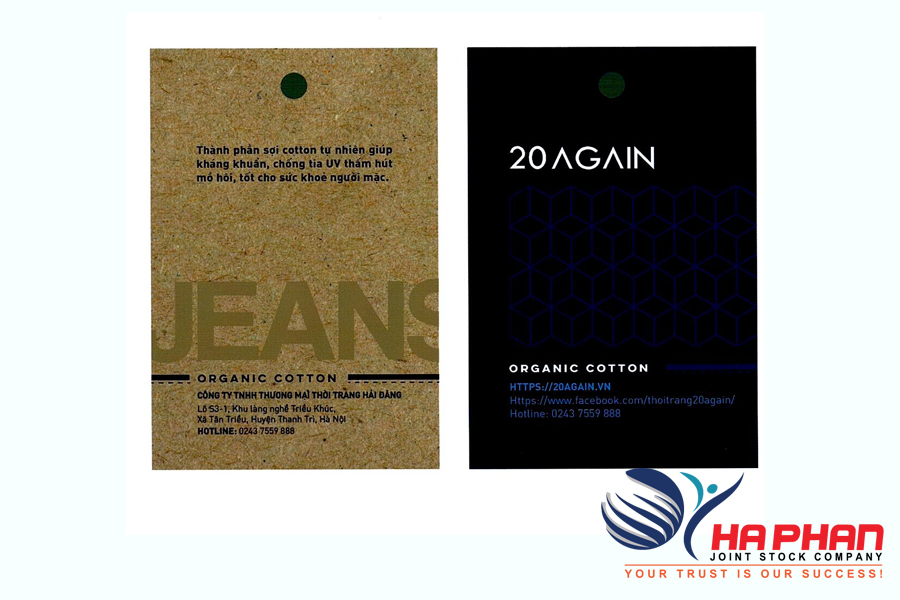 Thành phần sợi cotton tự nhiên giúp
kháng khuẩn, chống tia UV thấm hút
mồ hôi, tốt cho sức khoẻ người mặc.
JEANS
ORGANIC COTTON
CÔNG TY TNHH THƯƠNG MẠI THỜI TRANG HẢI ĐĂNG
Lô S3-1, Khu làng nghề Triều Khúc,
Xã Tân Triều, Huyện Thanh Trì, Hà Nội
HOTLINE: 0243 7559 888
20 AGAIN
ORGANIC COTTON
HTTPS://20AGAIN.VN
Https://www.facebook.com/thoitrang20again/
Hotline: 0243 7559 888
HA PHAN
JOINT STOCK COMPANY
YOUR TRUST IS OUR SUCCESS!